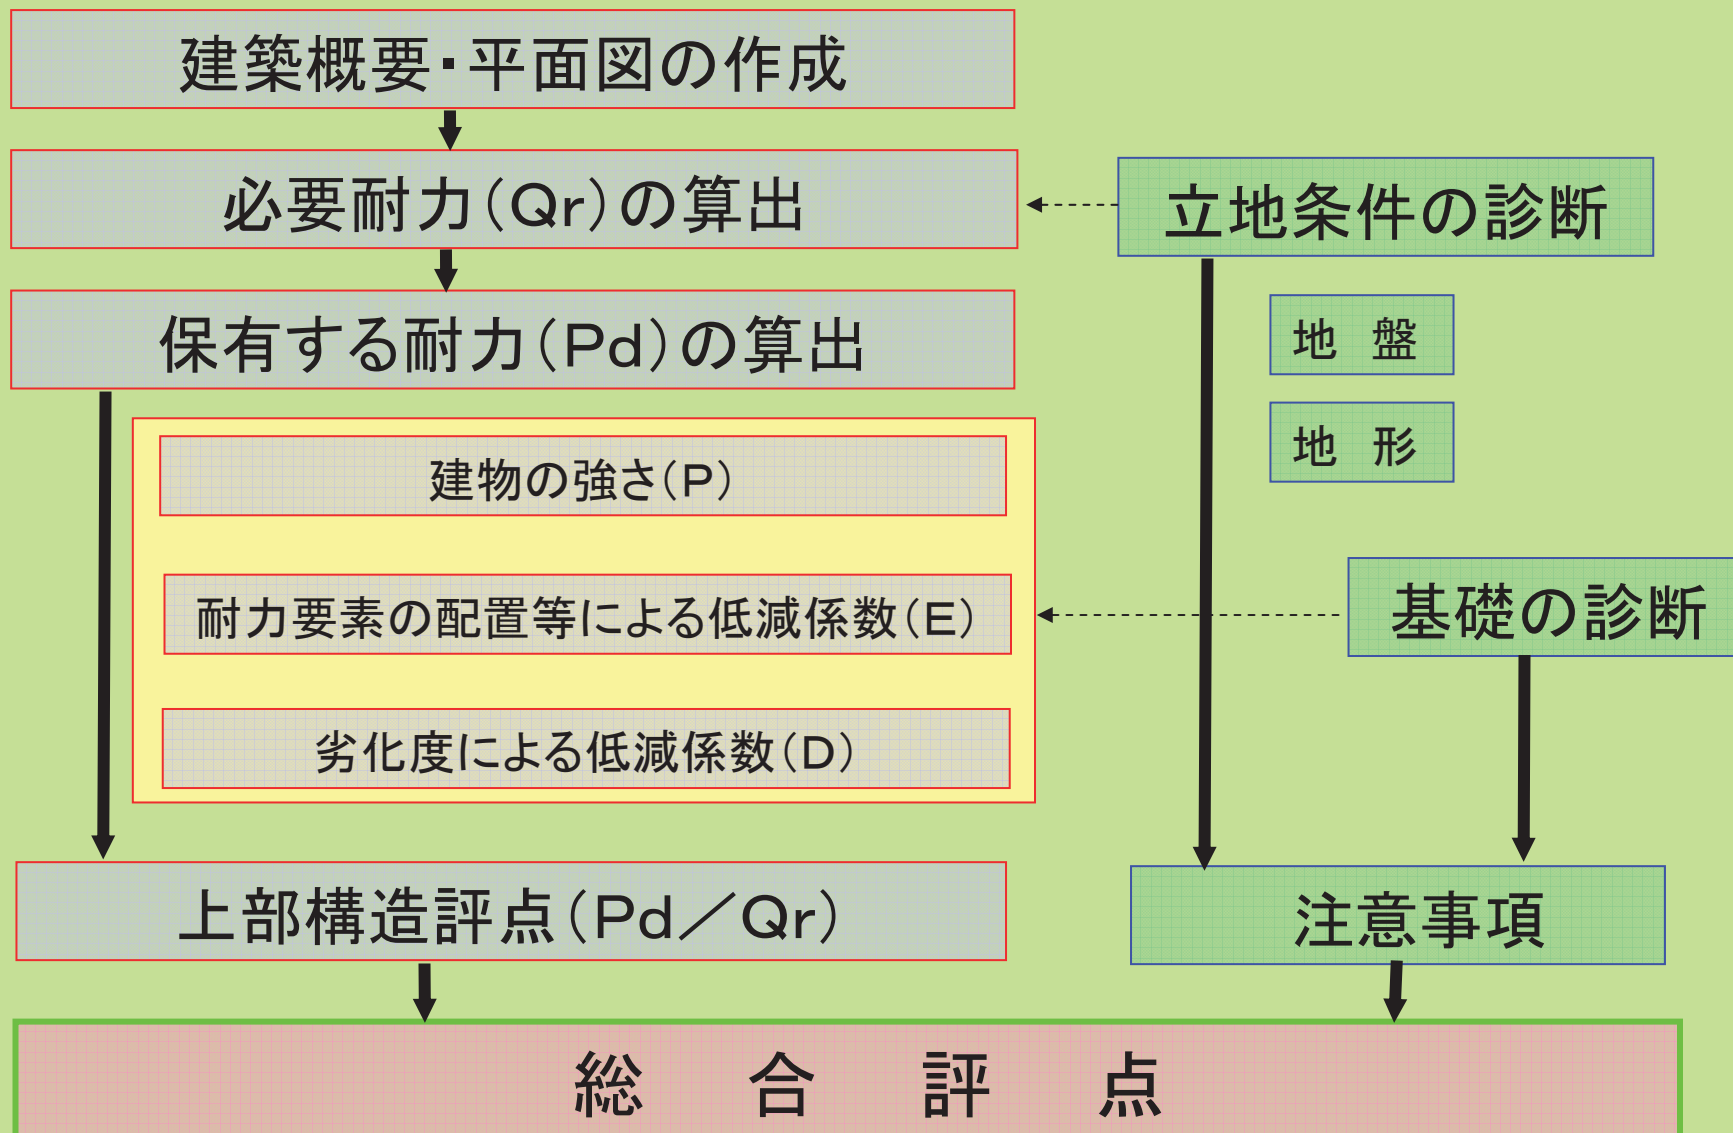 建築概要・平面図の作成
必要耐力(Qr)の算出
立地条件の診断
保有する耐力(Pd)の算出
地 盤
地 形
建物の強さ(P)
耐力要素の配置等による低減係数(E)
基礎の診断
劣化度による低減係数(D)
上部構造評点(Pd/Qr)
注意事項
総 合 評 点